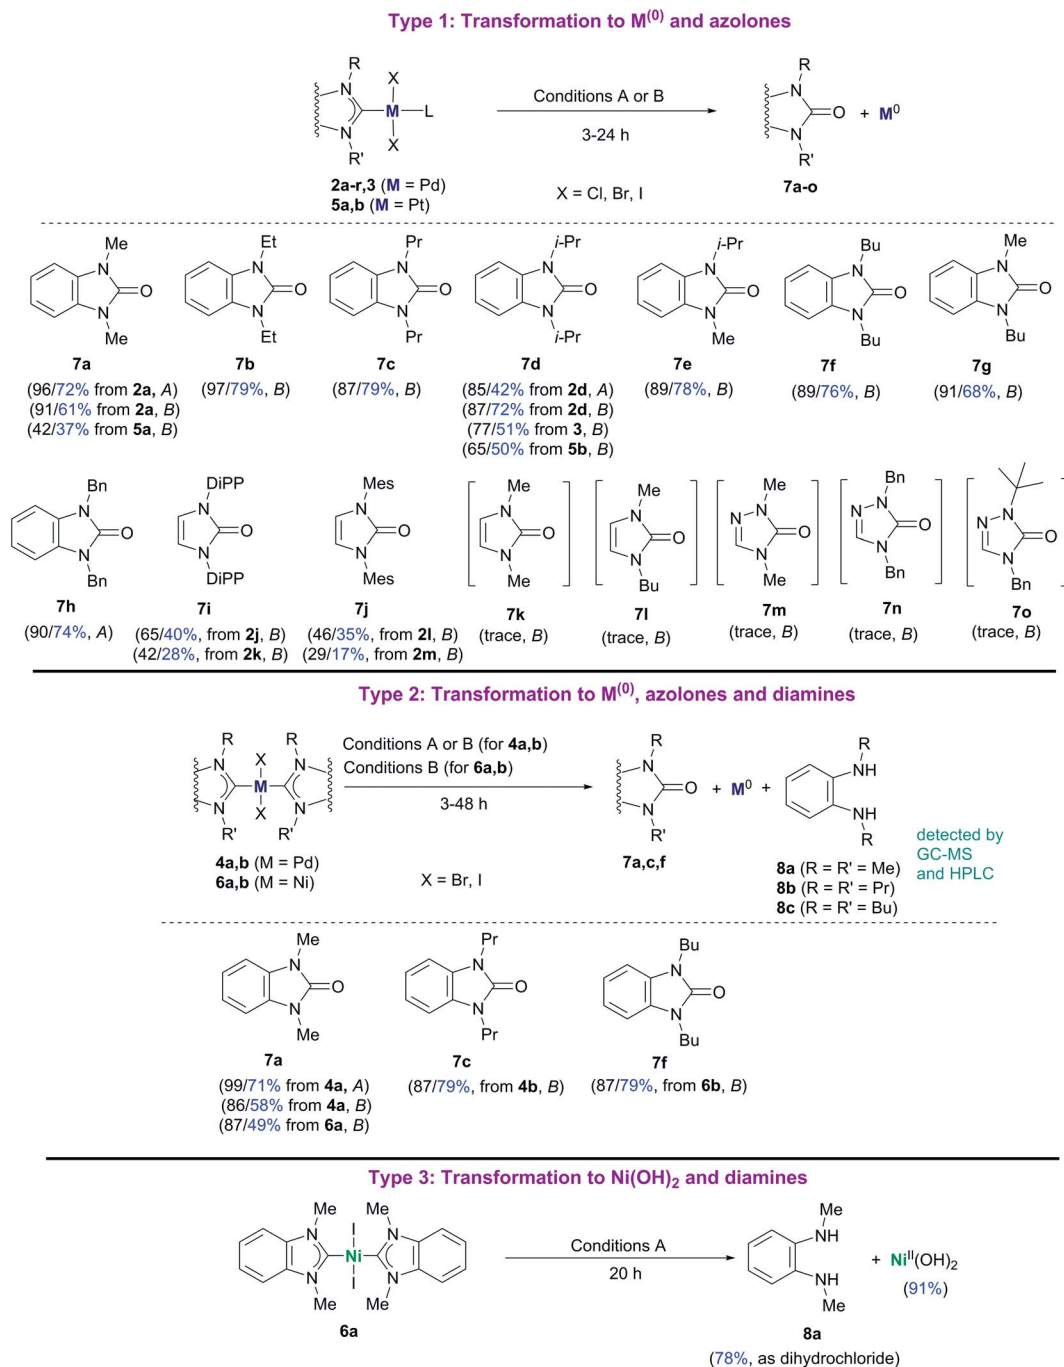 Type 1: Transformation to M(0) and azolones
R
X
N
M
L
N
X
R'
2a-r,3 (M = Pd)
5a,b (M = Pt)
Conditions A or B
3-24 h
X = Cl, Br, I
R
N
O
N
R'
+ M0
7a-o
Me
N
O
N
Me
7a
(96/72% from 2a, A)
(91/61% from 2a, B)
(42/37% from 5a, B)
Et
N
O
N
Et
7b
(97/79%, B)
Pr
N
O
N
Pr
7c
(87/79%, B)
i-Pr
N
O
N
i-Pr
7d
(85/42% from 2d, A)
(87/72% from 2d, B)
(77/51% from 3, B)
(65/50% from 5b, B)
i-Pr
N
O
N
Me
7e
(89/78%, B)
Bu
N
O
N
Bu
7f
(89/76%, B)
Me
N
O
N
Bu
7g
(91/68%, B)
Bn
N
O
N
Bn
7h
(90/74%, A)
DiPP
N
O
N
DiPP
7i
(65/40%, from 2j, B)
(42/28%, from 2k, B)
Mes
N
O
N
Mes
7j
(46/35%, from 2l, B)
(29/17%, from 2m, B)
Me
N
O
N
Me
7k
(trace, B)
Me
N
O
N
Bu
7l
(trace, B)
Me
N
N
O
N
Me
7m
(trace, B)
Bn
N
N
O
N
Bn
7n
(trace, B)
N
N
O
N
Bn
7o
(trace, B)
Type 2: Transformation to M(0), azolones and diamines
R
R
N
X
N
M
N
X
N
R'
R'
4a,b (M = Pd)
6a,b (M = Ni)
Conditions A or B (for 4a,b)
Conditions B (for 6a,b)
3-48 h
X = Br, I
R
N
O
N
R'
7a,c,f
+ M0 +
R
NH
NH
R
8a (R = R' = Me)
8b (R = R' = Pr)
8c (R = R' = Bu)
detected by
GC-MS
and HPLC
Me
N
O
N
Me
7a
(99/71% from 4a, A)
(86/58% from 4a, B)
(87/49% from 6a, B)
Pr
N
O
N
Pr
7c
(87/79%, from 4b, B)
Bu
N
O
N
Bu
7f
(87/79%, from 6b, B)
Type 3: Transformation to Ni(OH)2 and diamines
Me
Me
N
I
N
Ni
N
I
N
Me
Me
6a
Conditions A
20 h
Me
NH
NH
Me
8a
(78%, as dihydrochloride)
+ NiII(OH)2
(91%)